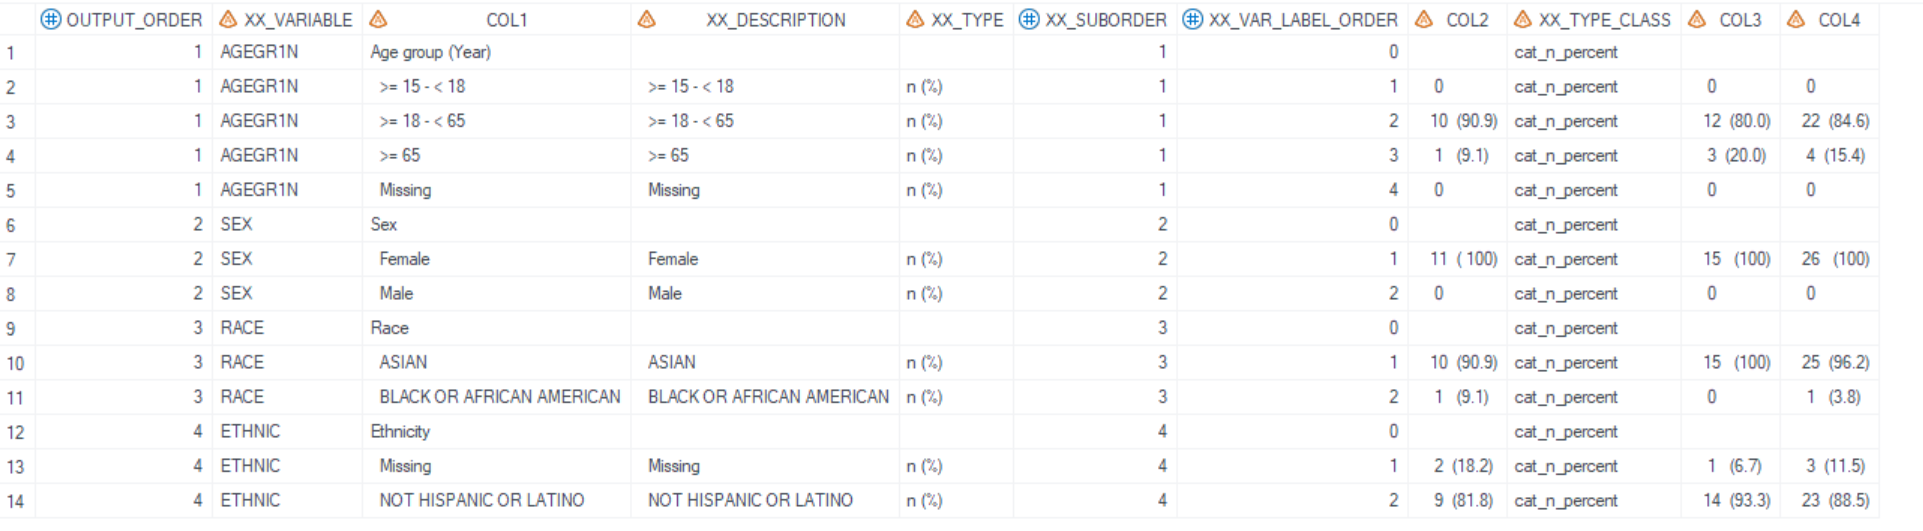 OUTPUT_ORDER XX_VARIABLE COL1 XX_DESCRIPTION XX_TYPE XX_SUBORDER XX_VAR_LABEL_ORDER COL2 XX_TYPE_CLASS COL3 COL4
1 1 AGEGR1N Age group (Year) 1 0 cat_n_percent
2 1 AGEGR1N >= 15 - < 18 >= 15 - < 18 n (%) 1 1 0 cat_n_percent 0 0
3 1 AGEGR1N >= 18 - < 65 >= 18 - < 65 n (%) 1 2 10 (90.9) cat_n_percent 12 (80.0) 22 (84.6)
4 1 AGEGR1N >= 65 >= 65 n (%) 1 3 1 (9.1) cat_n_percent 3 (20.0) 4 (15.4)
5 1 AGEGR1N Missing Missing n (%) 1 4 0 cat_n_percent 0 0
6 2 SEX Sex 2 0 cat_n_percent
7 2 SEX Female Female n (%) 2 1 11 ( 100) cat_n_percent 15 (100) 26 (100)
8 2 SEX Male Male n (%) 2 2 0 cat_n_percent 0 0
9 3 RACE Race 3 0 cat_n_percent
10 3 RACE ASIAN ASIAN n (%) 3 1 10 (90.9) cat_n_percent 15 (100) 25 (96.2)
11 3 RACE BLACK OR AFRICAN AMERICAN BLACK OR AFRICAN AMERICAN n (%) 3 2 1 (9.1) cat_n_percent 0 1 (3.8)
12 4 ETHNIC Ethnicity 4 0 cat_n_percent
13 4 ETHNIC Missing Missing n (%) 4 1 2 (18.2) cat_n_percent 1 (6.7) 3 (11.5)
14 4 ETHNIC NOT HISPANIC OR LATINO NOT HISPANIC OR LATINO n (%) 4 2 9 (81.8) cat_n_percent 14 (93.3) 23 (88.5)